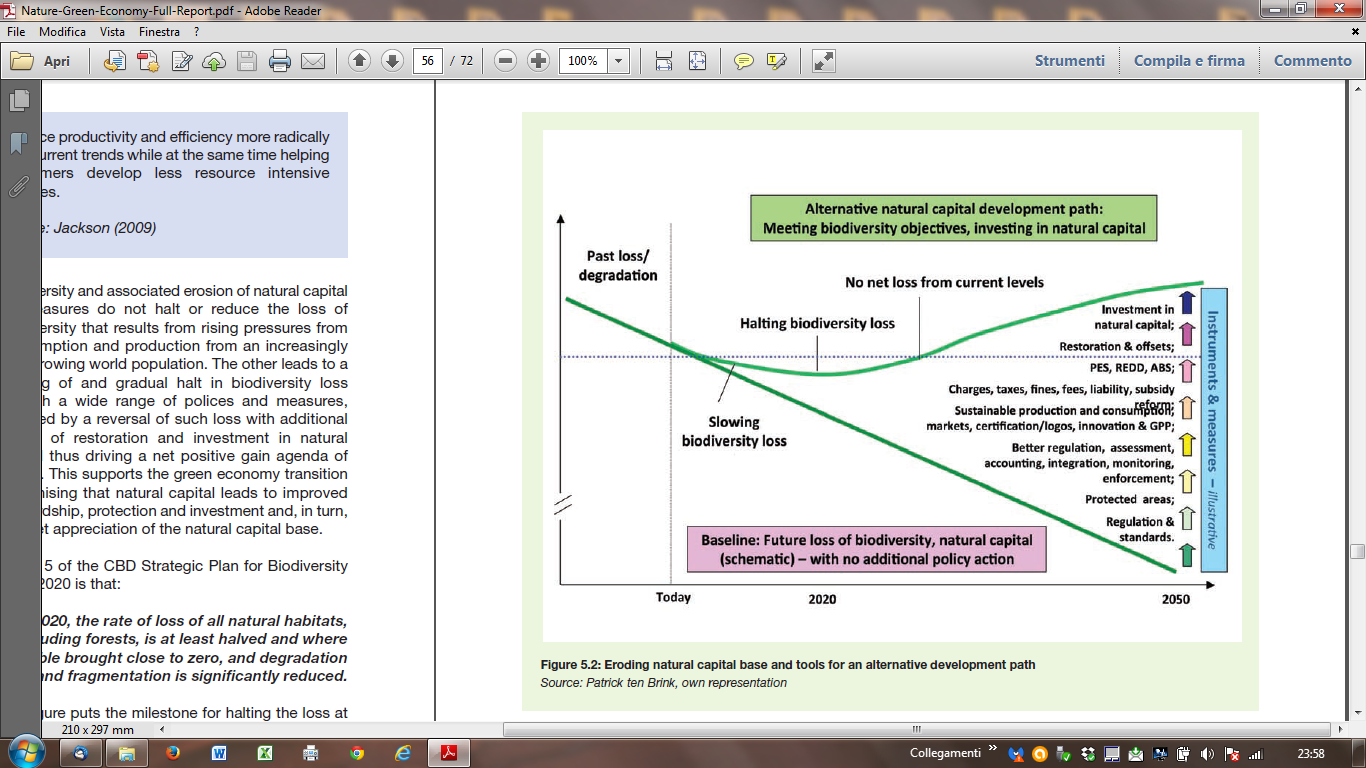 Nature-Green-Economy-Full-Report.pdf - Adobe Reader
File Modifica Vista Finestra ?
Apri 56 / 72 100% Strumenti Compila e firma Commento
ce productivity and efficiency more radically
urrent trends while at the same time helping
mers develop less resource intensive
es.
e: Jackson (2009)
ersity and associated erosion of natural capital
easures do not halt or reduce the loss of
ersity that results from rising pressures from
mption and production from an increasingly
rowing world population. The other leads to a
g of and gradual halt in biodiversity loss
h a wide range of polices and measures,
ed by a reversal of such loss with additional
of restoration and investment in natural
thus driving a net positive gain agenda of
. This supports the green economy transition
nising that natural capital leads to improved
rdship, protection and investment and, in turn,
et appreciation of the natural capital base.
5 of the CBD Strategic Plan for Biodiversity
2020 is that:
020, the rate of loss of all natural habitats,
uding forests, is at least halved and where
ble brought close to zero, and degradation
and fragmentation is significantly reduced.
gure puts the milestone for halting the loss at
Alternative natural capital development path:
Meeting biodiversity objectives, investing in natural capital
Past loss/
degradation
No net loss from current levels
Halting biodiversity loss
Slowing
biodiversity loss
Investment in
natural capital;
Restoration & offsets;
PES, REDD, ABS;
Charges, taxes, fines, fees, liability, subsidy
reform;
Sustainable production and consumption;
markets, certification/logos, innovation & GPP;
Better regulation, assessment,
accounting, integration, monitoring,
enforcement;
Protected areas;
Regulation &
standards.
Instruments & measures – illustrative
Baseline: Future loss of biodiversity, natural capital
(schematic) – with no additional policy action
Today 2020 2050
Figure 5.2: Eroding natural capital base and tools for an alternative development path
Source: Patrick ten Brink, own representation
210 x 297 mm
Collegamenti » 23:58